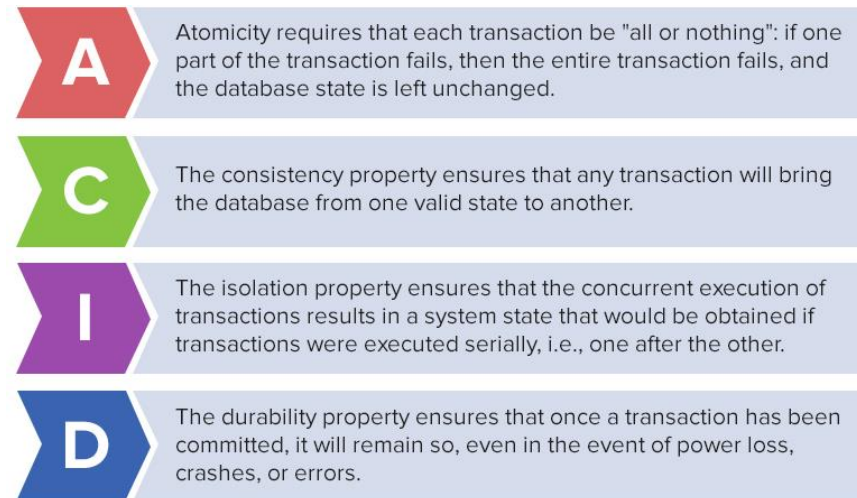 A
Atomicity requires that each transaction be "all or nothing": if one
part of the transaction fails, then the entire transaction fails, and
the database state is left unchanged.
C
The consistency property ensures that any transaction will bring
the database from one valid state to another.
I
The isolation property ensures that the concurrent execution of
transactions results in a system state that would be obtained if
transactions were executed serially, i.e., one after the other.
D
The durability property ensures that once a transaction has been
committed, it will remain so, even in the event of power loss,
crashes, or errors.